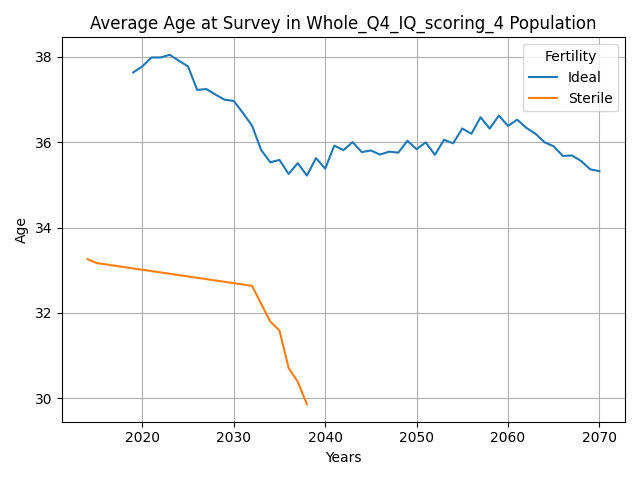 Average Age at Survey in Whole_Q4_IQ_scoring_4 Population
Fertility
Ideal
Sterile
Age
38
36
34
32
30
2020 2030 2040 2050 2060 2070
Years